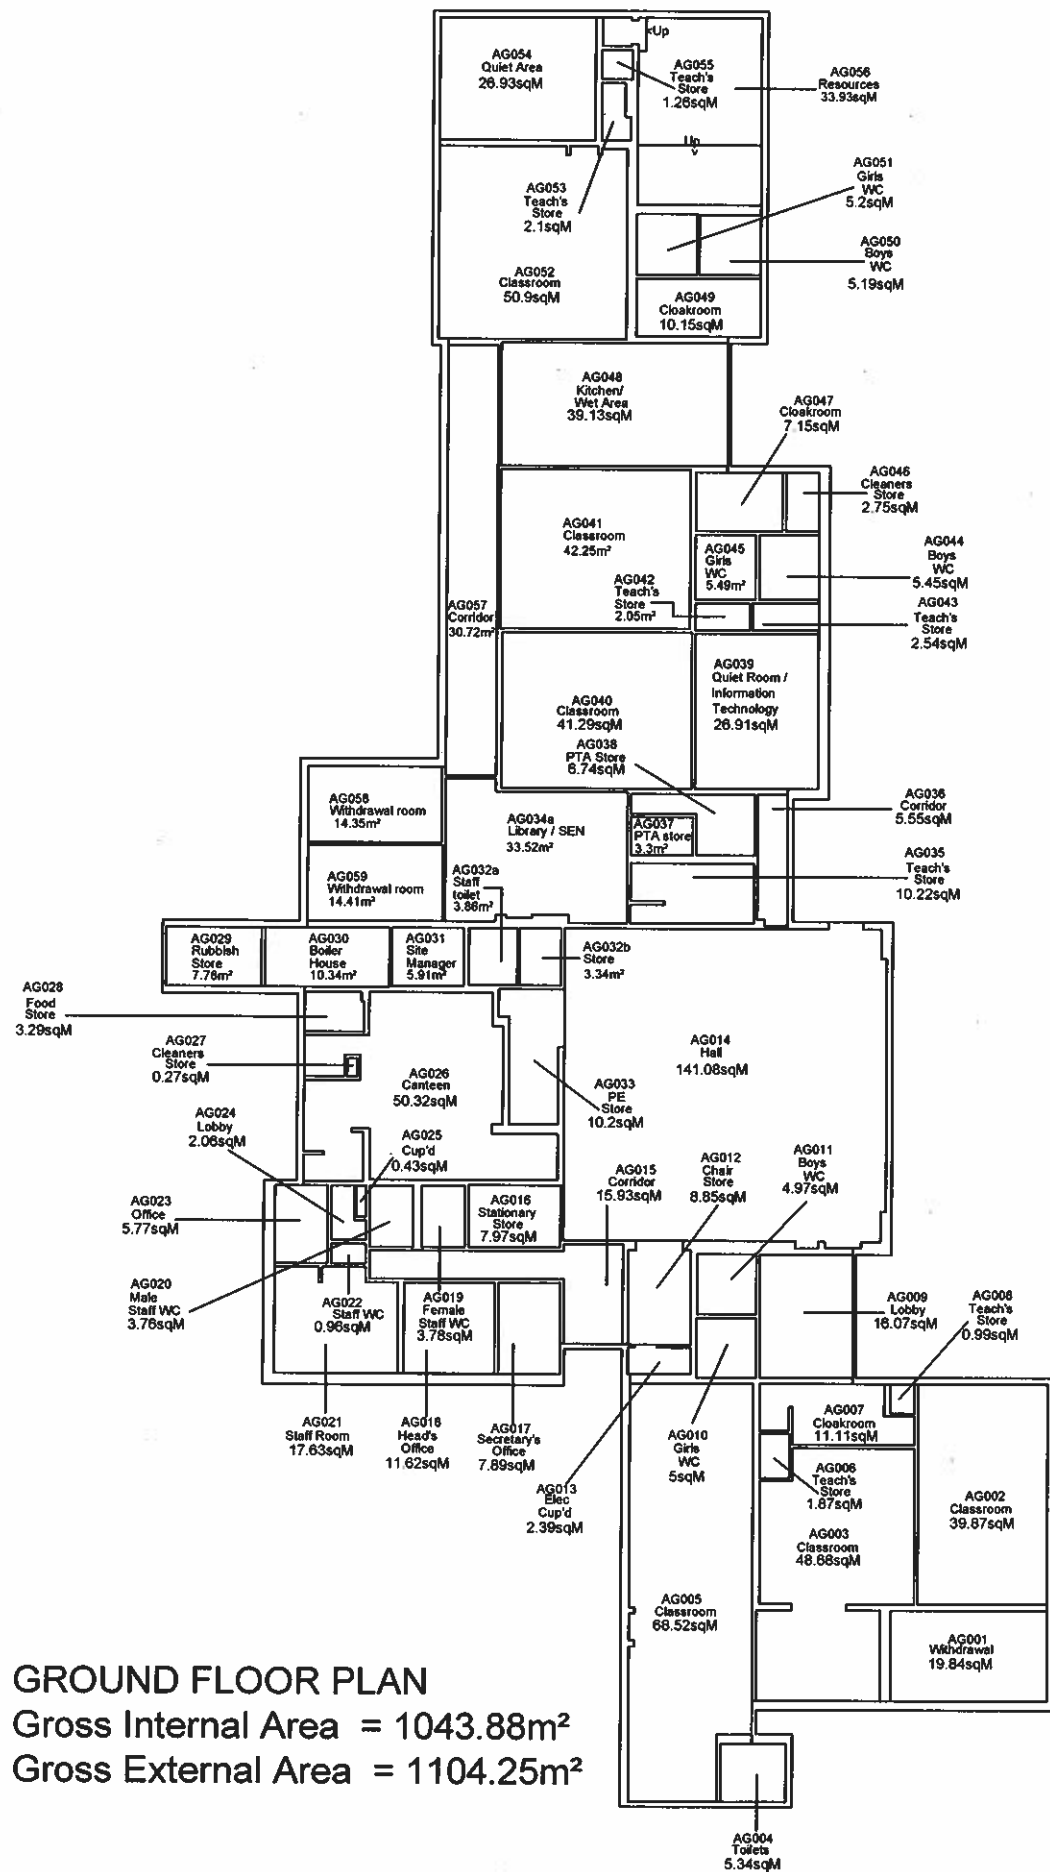 AG054
Quiet Area
26.93sqM
<Up
AG055
Teach's
Store
1.26sqM
AG056
Resources
33.93sqM
Up
v
AG051
Girls
WC
5.2sqM
AG053
Teach's
Store
2.1sqM
AG050
Boys
WC
5.19sqM
AG052
Classroom
50.9sqM
AG049
Cloakroom
10.15sqM
AG048
Kitchen/
Wet Area
39.13sqM
AG047
Cloakroom
7.15sqM
AG046
Cleaners
Store
2.75sqM
AG041
Classroom
42.25m²
AG045
Girls
WC
5.49m²
AG044
Boys
WC
5.45sqM
AG042
Teach's
Store
2.05m²
AG043
Teach's
Store
2.54sqM
AG057
Corridor
30.72m²
AG039
Quiet Room /
Information
Technology
26.91sqM
AG040
Classroom
41.29sqM
AG038
PTA Store
6.74sqM
AG036
Corridor
5.55sqM
AG058
Withdrawal room
14.35m²
AG034a
Library / SEN
33.52m²
AG037
PTA store
3.3m²
AG035
Teach's
Store
10.22sqM
AG059
Withdrawal room
14.41m²
AG032a
Staff
toilet
3.86m²
AG029
Rubbish
Store
7.76m²
AG030
Boiler
House
10.34m²
AG031
Site
Manager
5.91m²
AG032b
Store
3.34m²
AG028
Food
Store
3.29sqM
AG027
Cleaners
Store
0.27sqM
AG026
Canteen
50.32sqM
AG033
PE
Store
10.2sqM
AG014
Hall
141.08sqM
AG024
Lobby
2.06sqM
AG025
Cup'd
0.43sqM
AG015
Corridor
15.93sqM
AG012
Chair
Store
8.85sqM
AG011
Boys
WC
4.97sqM
AG023
Office
5.77sqM
AG016
Stationary
Store
7.97sqM
AG020
Male
Staff WC
3.76sqM
AG022
Staff WC
0.96sqM
AG019
Female
Staff WC
3.78sqM
AG009
Lobby
16.07sqM
AG008
Teach's
Store
0.99sqM
AG021
Staff Room
17.63sqM
AG018
Head's
Office
11.62sqM
AG017
Secretary's
Office
7.89sqM
AG010
Girls
WC
5sqM
AG007
Cloakroom
11.11sqM
AG013
Elec
Cup'd
2.39sqM
AG006
Teach's
Store
1.87sqM
AG002
Classroom
39.87sqM
AG003
Classroom
48.68sqM
AG005
Classroom
68.52sqM
AG001
Withdrawal
19.84sqM
GROUND FLOOR PLAN
Gross Internal Area = 1043.88m²
Gross External Area = 1104.25m²
AG004
Toilets
5.34sqM